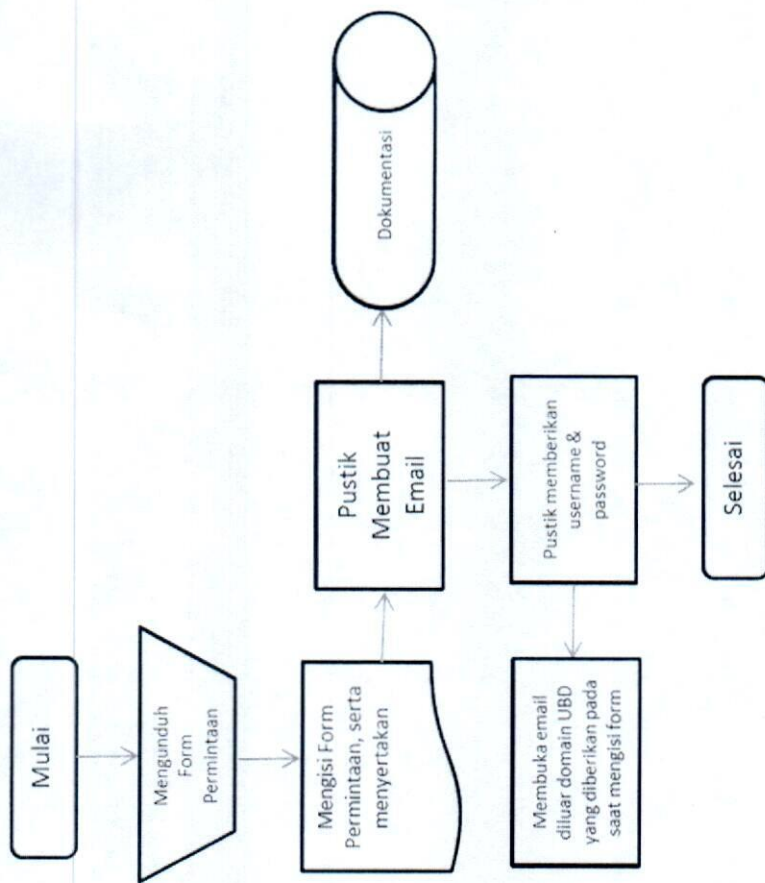 Mulai
Mengunduh
Form
Permintaan
Mengisi Form
Permintaan, serta
menyertakan
Pustik
Membuat
Email
Dokumentasi
Pustik memberikan
username &
password
Membuka email
diluar domain UBD
yang diberikan pada
saat mengisi form
Selesai